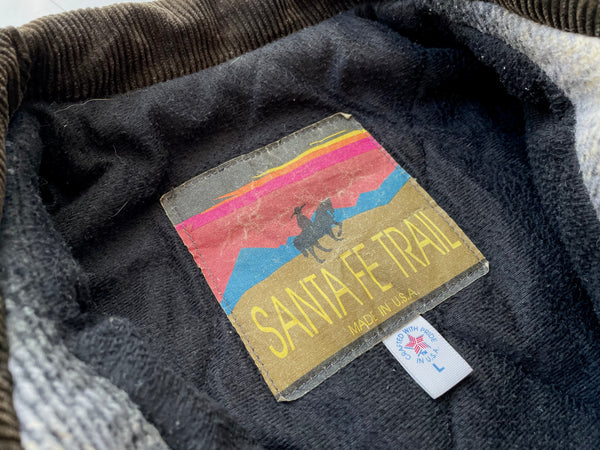 SANTA FE TRAIL
MADE IN U.S.A.
CRAFTED WITH PRIDE
IN U.S.A
L